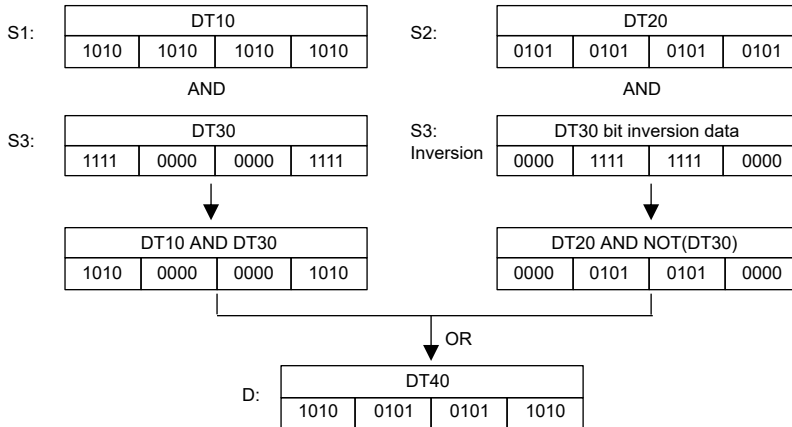 S1:
DT10
1010 1010 1010 1010
S2:
DT20
0101 0101 0101 0101
AND
AND
S3:
DT30
1111 0000 0000 1111
S3:
Inversion
DT30 bit inversion data
0000 1111 1111 0000
DT10 AND DT30
1010 0000 0000 1010
DT20 AND NOT(DT30)
0000 0101 0101 0000
OR
D:
DT40
1010 0101 0101 1010